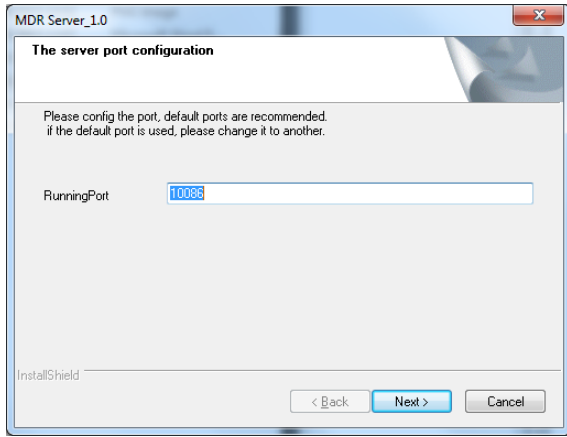 MDR Server_1.0
The server port configuration
Please config the port, default ports are recommended.
if the default port is used, please change it to another.
RunningPort 10086
InstallShield
< Back Next > Cancel